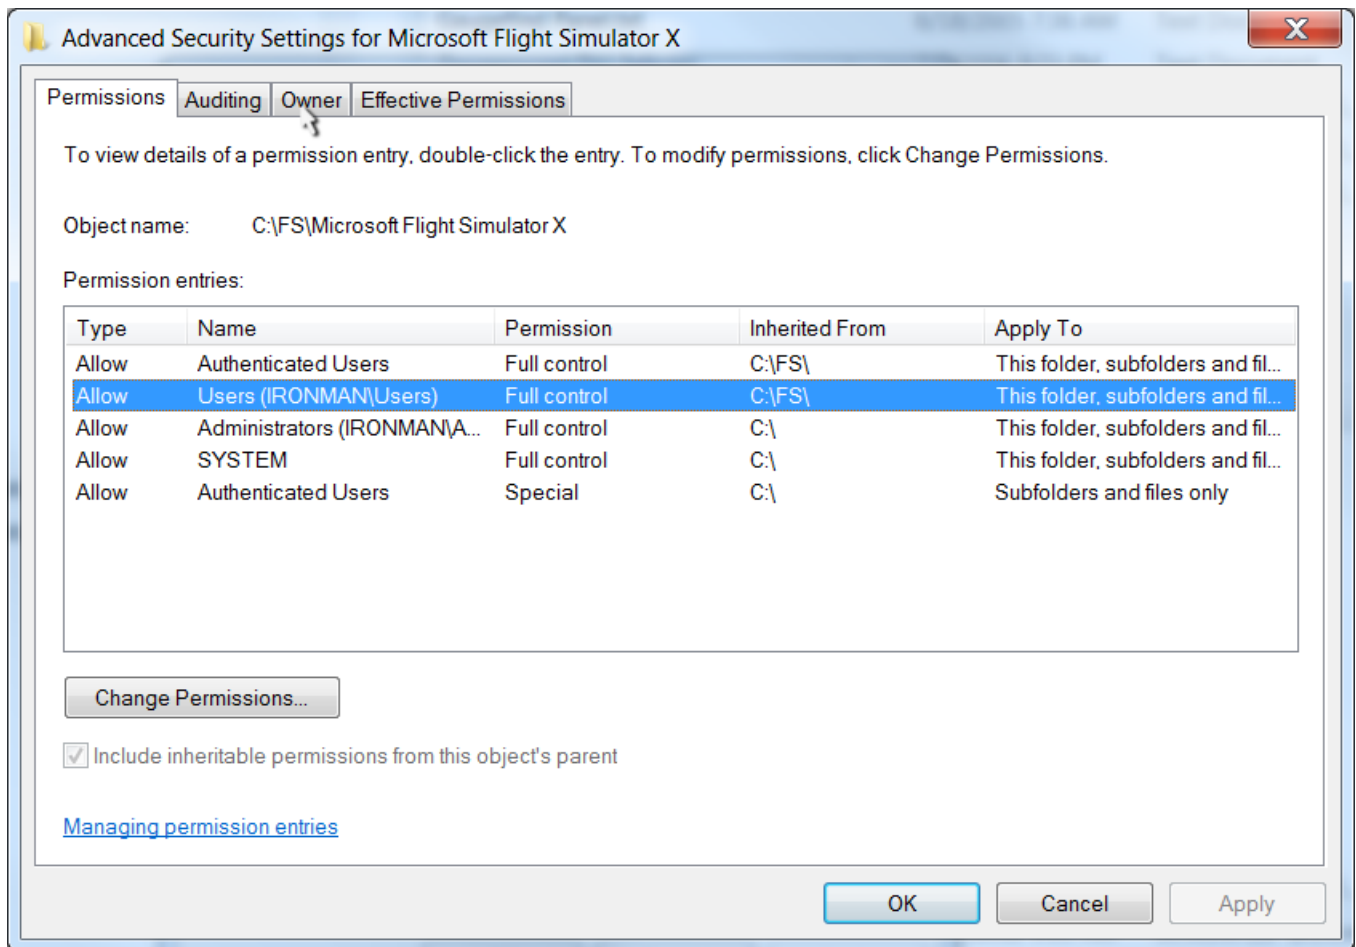 Advanced Security Settings for Microsoft Flight Simulator X
Permissions Auditing Owner Effective Permissions
To view details of a permission entry, double-click the entry. To modify permissions, click Change Permissions.
Object name: C:\FS\Microsoft Flight Simulator X
Permission entries:
Type Name Permission Inherited From Apply To
Allow Authenticated Users Full control C:\FS\ This folder, subfolders and fil...
Allow Users (IRONMAN\Users) Full control C:\FS\ This folder, subfolders and fil...
Allow Administrators (IRONMAN\A... Full control C:\ This folder, subfolders and fil...
Allow SYSTEM Full control C:\ This folder, subfolders and fil...
Allow Authenticated Users Special C:\ Subfolders and files only
Change Permissions...
Include inheritable permissions from this object's parent
Managing permission entries
OK Cancel Apply